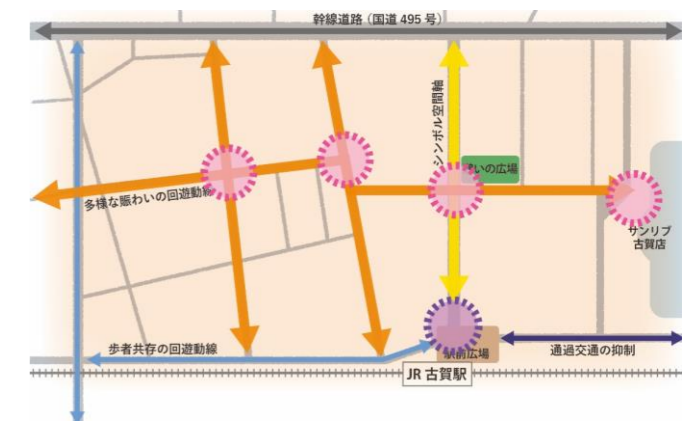 幹線道路（国道 495 号）
シンボル空間軸
いの広場
多様な賑わいの回遊動線
サンリブ
古賀店
歩者共存の回遊動線
駅前広場
通過交通の抑制
JR 古賀駅